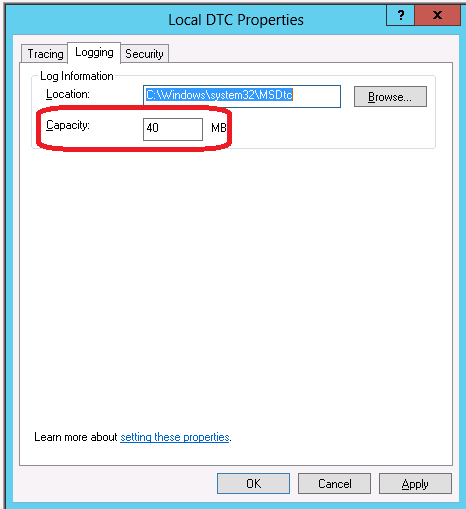 Local DTC Properties
? x
Tracing Logging Security
Log Information
Location: C:\Windows\system32\MSDtc Browse...
Capacity: 40 MB
Learn more about setting these properties.
OK Cancel Apply